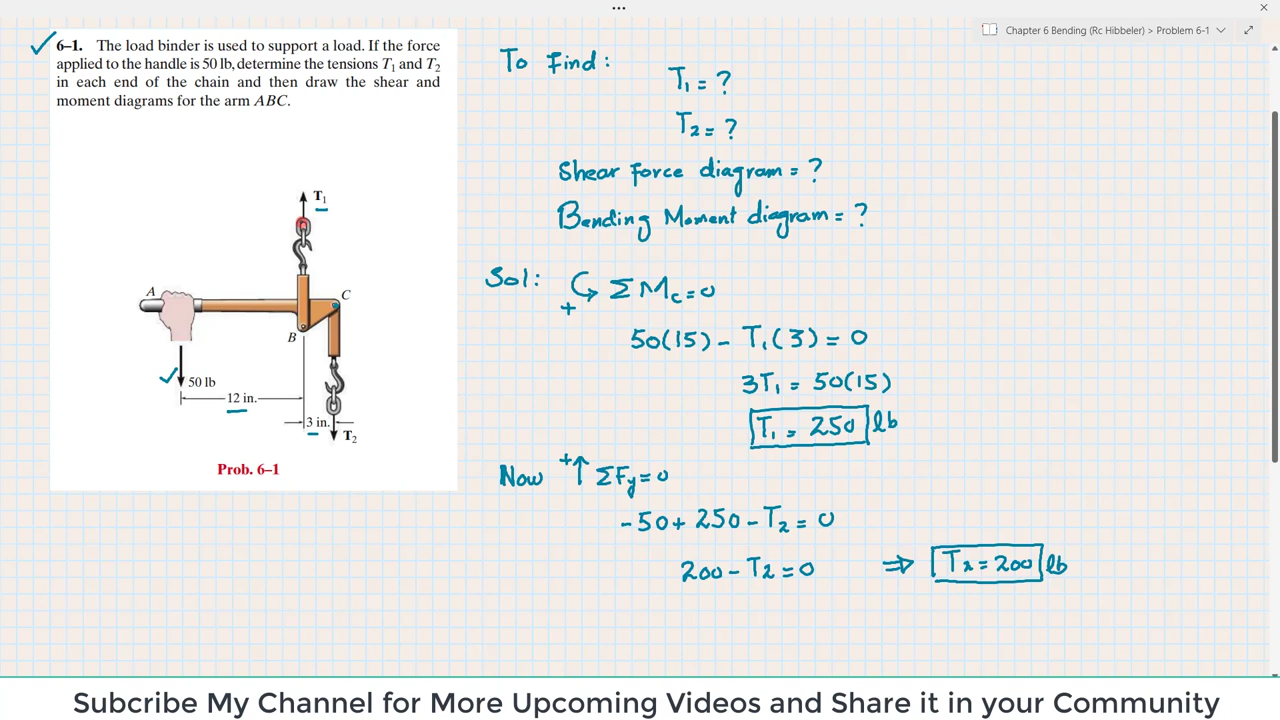 Chapter 6 Bending (Rc Hibbeler) > Problem 6-1
6–1. The load binder is used to support a load. If the force
applied to the handle is 50 lb, determine the tensions T1 and T2
in each end of the chain and then draw the shear and
moment diagrams for the arm ABC.
T1
A
C
B
50 lb
12 in.
3 in.
T2
Prob. 6–1
To Find :
T1 = ?
T2 = ?
Shear Force diagram = ?
Bending Moment diagram = ?
Sol: + ΣMc=0
50(15) - T1(3) = 0
3T1 = 50(15)
T1 = 250 lb
Now +↑ ΣFy=0
-50+ 250 - T2 = 0
200 - T2 = 0 ⇒ T2 = 200 lb
Subcribe My Channel for More Upcoming Videos and Share it in your Community